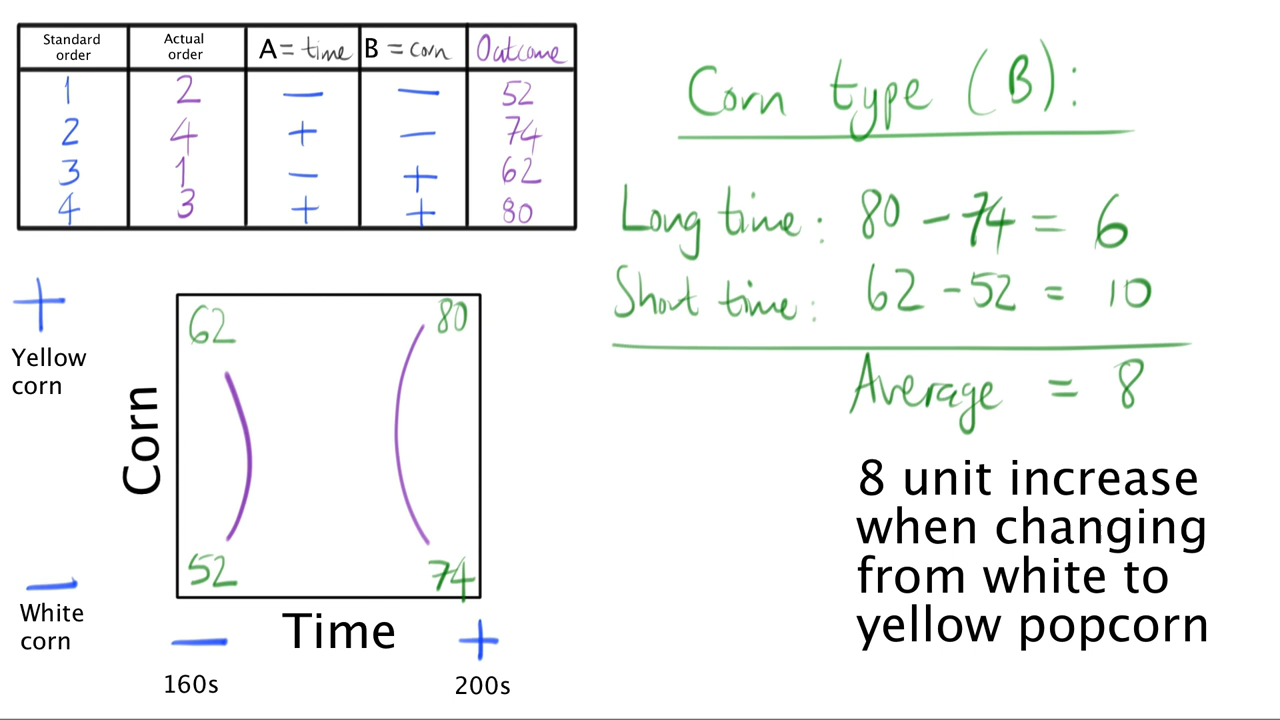 Standard order Actual order A = time B = corn Outcome
1 2 − − 52
2 4 + − 74
3 1 − + 62
4 3 + + 80
Corn type (B):
Long time: 80 − 74 = 6
Short time: 62 − 52 = 10
Average = 8
8 unit increase
when changing
from white to
yellow popcorn
+
Yellow
corn
62 80
Corn
52 74
−
White
corn
− Time +
160s 200s